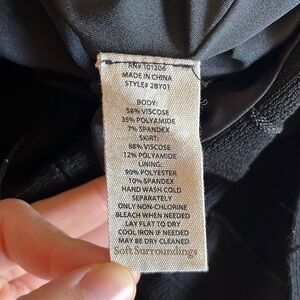 RN# 101206
MADE IN CHINA
STYLE# 2BY01
BODY:
58% VISCOSE
35% POLYAMIDE
7% SPANDEX
SKIRT:
88% VISCOSE
12% POLYAMIDE
LINING:
90% POLYESTER
10% SPANDEX
HAND WASH COLD
SEPARATELY
ONLY NON-CHLORINE
BLEACH WHEN NEEDED
LAY FLAT TO DRY
COOL IRON IF NEEDED
MAY BE DRY CLEANED
Soft Surroundings